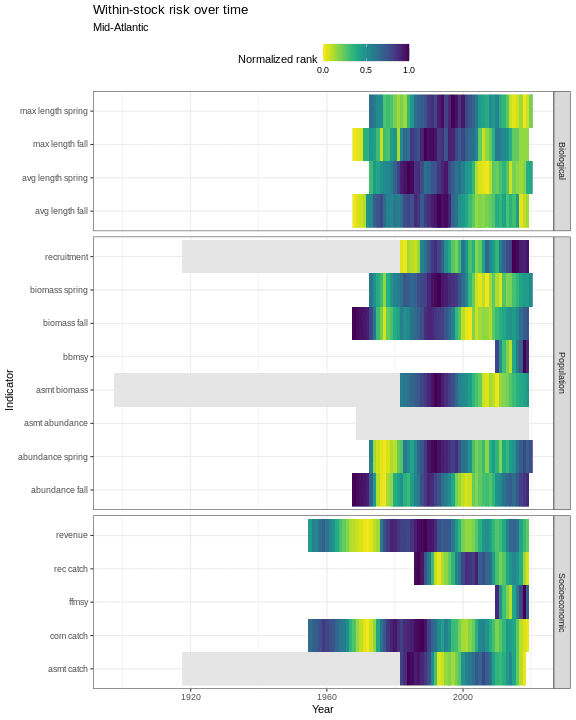 Within-stock risk over time
Mid-Atlantic
Normalized rank
0.0 0.5 1.0
max length spring
max length fall
avg length spring
avg length fall
Biological
recruitment
biomass spring
biomass fall
bbmsy
asmt biomass
asmt abundance
abundance spring
abundance fall
Population
revenue
rec catch
ffmsy
com catch
asmt catch
Socioeconomic
Indicator
1920 1960 2000
Year